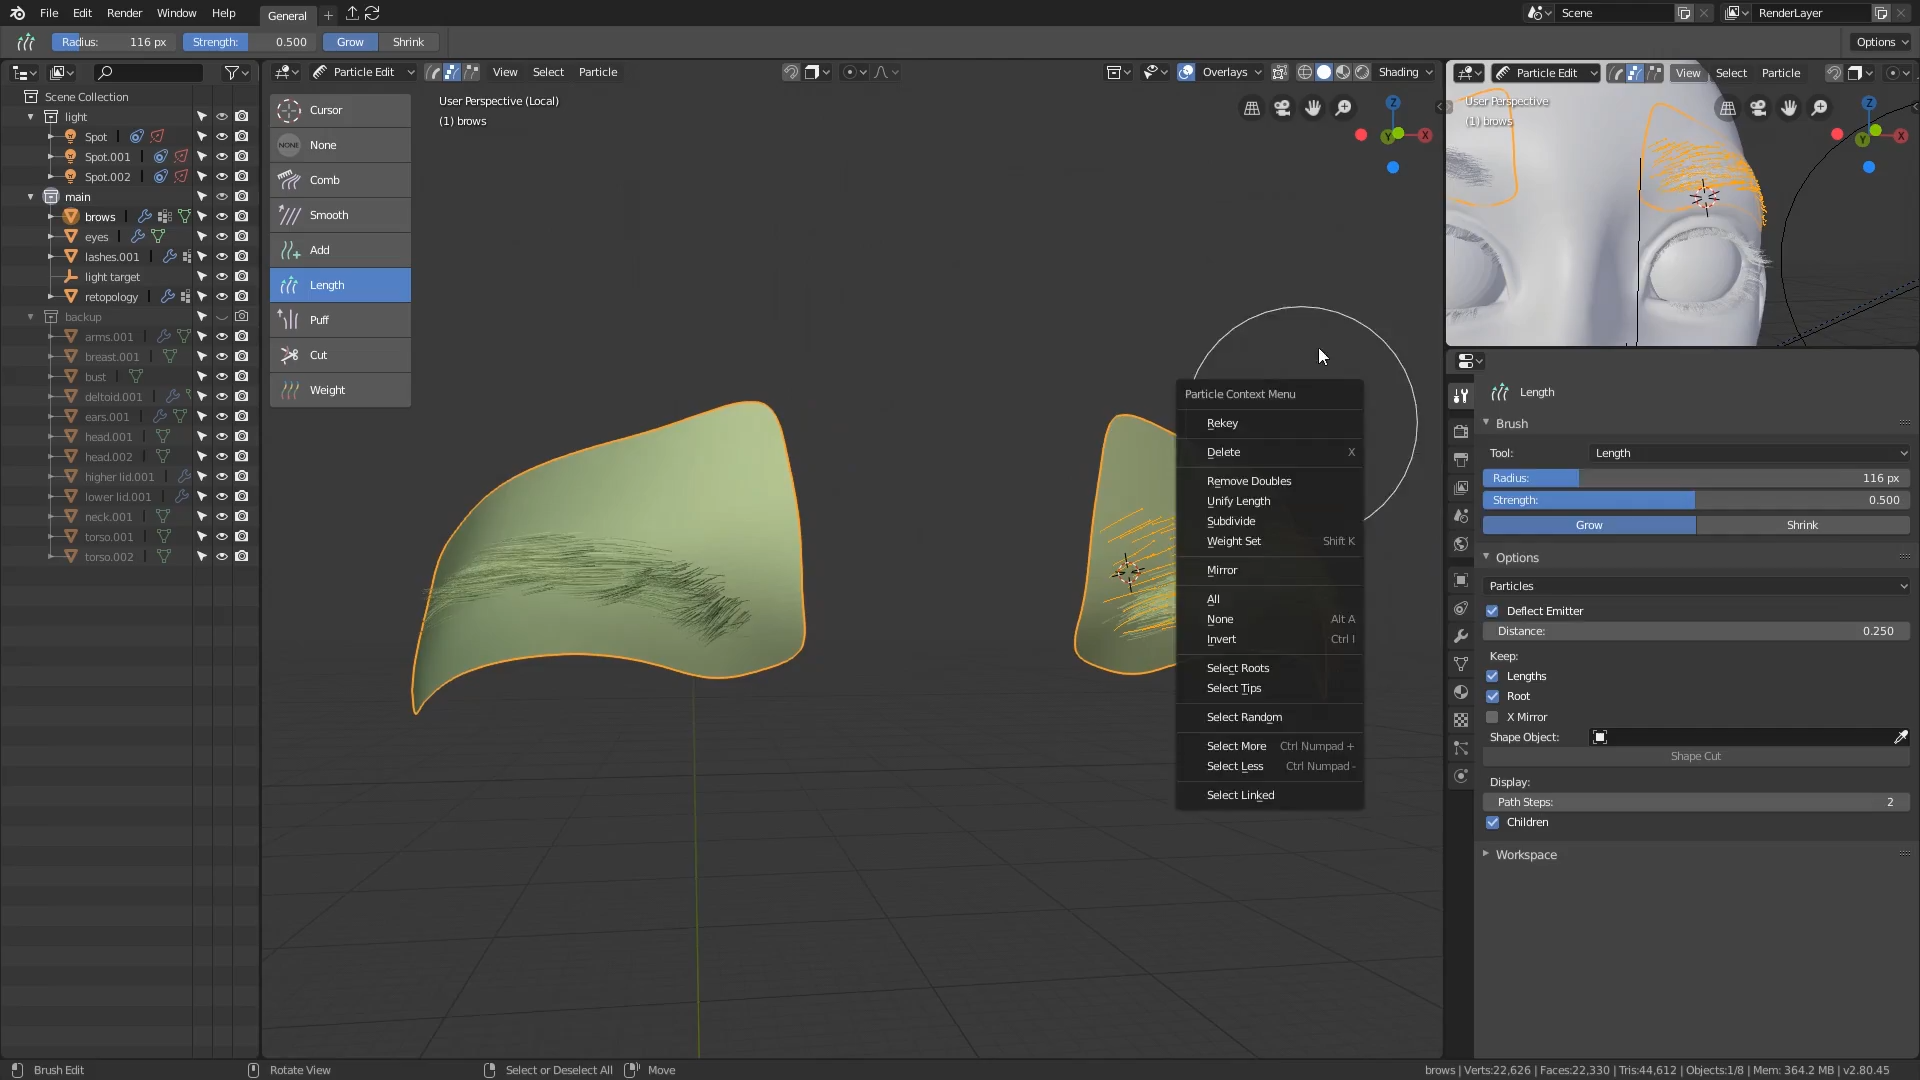 File Edit Render Window Help General Scene RenderLayer
Radius: 116 px Strength: 0.500 Grow Shrink Options
Particle Edit View Select Particle Overlays Shading Particle Edit View Select Particle
Scene Collection
light
Spot
Spot.001
Spot.002
main
brows
eyes
lashes.001
light target
retopology
backup
arms.001
breast.001
bust
deltoid.001
ears.001
head.001
head.002
higher lid.001
lower lid.001
neck.001
torso.001
torso.002
Cursor
NONE None
Comb
Smooth
Add
Length
Puff
Cut
Weight
User Perspective (Local)
(1) brows
Z
Y
X
Particle Context Menu
Rekey
Delete X
Remove Doubles
Unify Length
Subdivide
Weight Set Shift K
Mirror
All
None Alt A
Invert Ctrl I
Select Roots
Select Tips
Select Random
Select More Ctrl Numpad +
Select Less Ctrl Numpad -
Select Linked
User Perspective
(1) brows
Z
Y
X
Length
Brush
Tool: Length
Radius: 116 px
Strength: 0.500
Grow Shrink
Options
Particles
Deflect Emitter
Distance: 0.250
Keep:
Lengths
Root
X Mirror
Shape Object:
Shape Cut
Display:
Path Steps: 2
Children
Workspace
Brush Edit Rotate View Select or Deselect All Move brows | Verts:22,626 | Faces:22,330 | Tris:44,612 | Objects:1/8 | Mem: 364.2 MB | v2.80.45